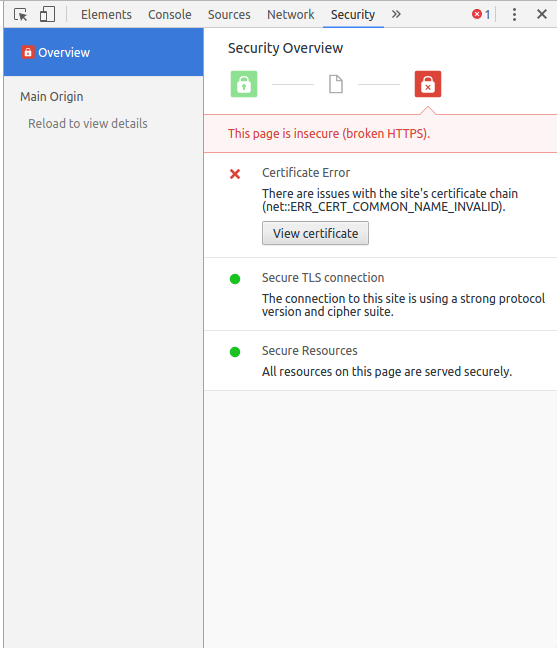 Elements Console Sources Network Security » 1
Overview
Main Origin
Reload to view details
Security Overview
This page is insecure (broken HTTPS).
Certificate Error
There are issues with the site's certificate chain
(net::ERR_CERT_COMMON_NAME_INVALID).
View certificate
Secure TLS connection
The connection to this site is using a strong protocol
version and cipher suite.
Secure Resources
All resources on this page are served securely.